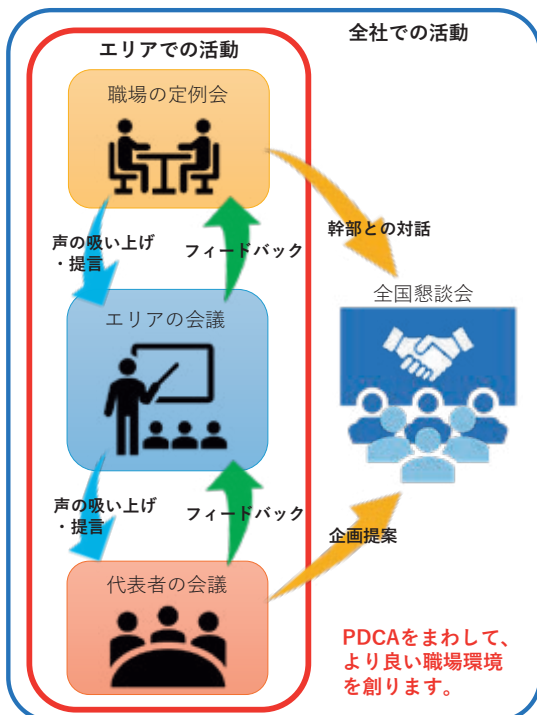 全社での活動
エリアでの活動
職場の定例会
声の吸い上げ
・提言
フィードバック
幹部との対話
全国懇談会
エリアの会議
声の吸い上げ
・提言
フィードバック
企画提案
代表者の会議
PDCAをまわして、
より良い職場環境
を創ります。